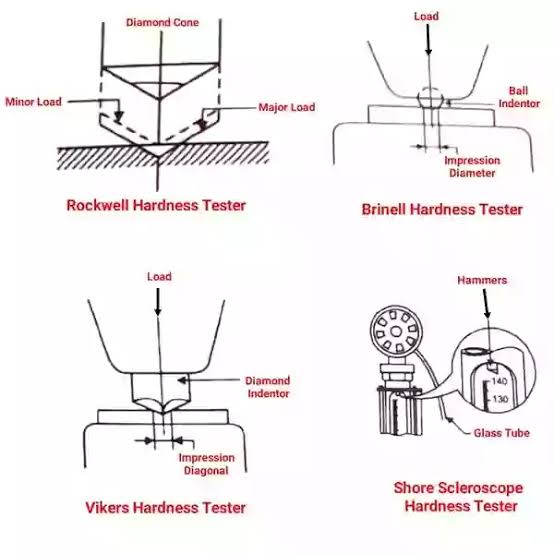 Diamond Cone
Minor Load
Major Load
Rockwell Hardness Tester
Load
Ball
Indentor
Impression
Diameter
Brinell Hardness Tester
Load
Diamond
Indentor
Impression
Diagonal
Vikers Hardness Tester
Hammers
140
130
Glass Tube
Shore Scleroscope
Hardness Tester